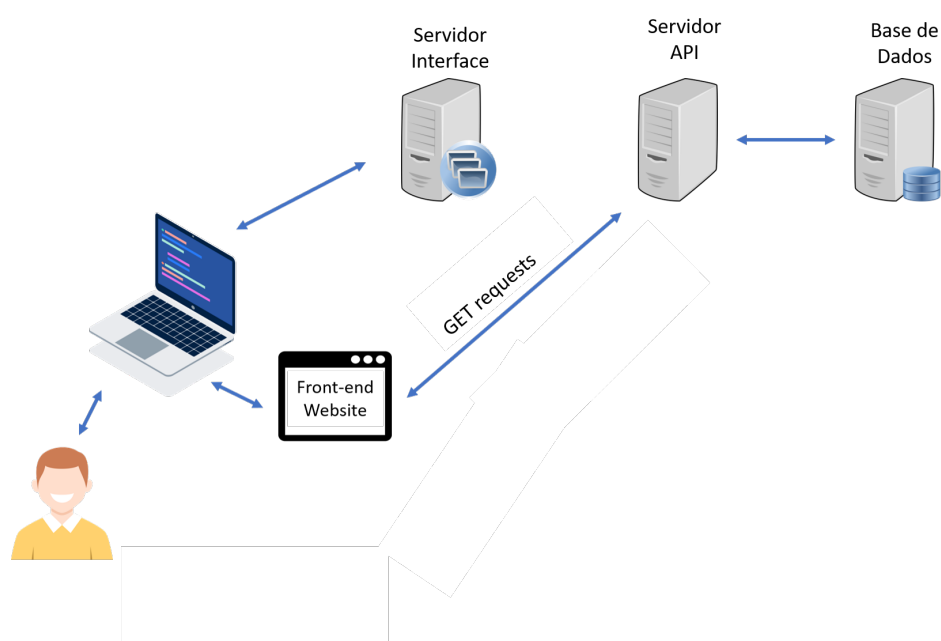 Servidor
Interface
Servidor
API
Base de
Dados
GET requests
Front-end
Website